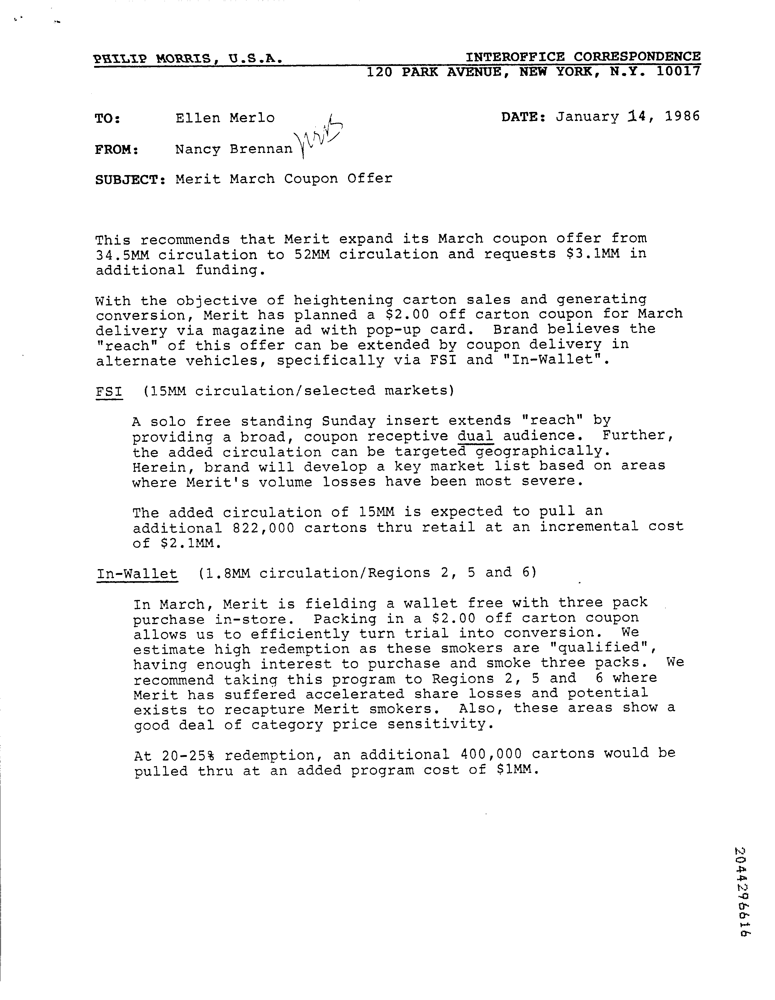 PHILIP MORRIS, U.S.A. INTEROFFICE CORRESPONDENCE
120 PARK AVENUE, NEW YORK, N.Y. 10017
TO: Ellen Merlo DATE: January 14, 1986
FROM: Nancy Brennan
SUBJECT: Merit March Coupon Offer
This recommends that Merit expand its March coupon offer from
34.5MM circulation to 52MM circulation and requests $3.1MM in
additional funding.
With the objective of heightening carton sales and generating
conversion, Merit has planned a $2.00 off carton coupon for March
delivery via magazine ad with pop-up card. Brand believes the
"reach" of this offer can be extended by coupon delivery in
alternate vehicles, specifically via FSI and "In-Wallet".
FSI (15MM circulation/selected markets)
A solo free standing Sunday insert extends "reach" by
providing a broad, coupon receptive dual audience. Further,
the added circulation can be targeted geographically.
Herein, brand will develop a key market list based on areas
where Merit's volume losses have been most severe.
The added circulation of 15MM is expected to pull an
additional 822,000 cartons thru retail at an incremental cost
of $2.1MM.
In-Wallet (1.8MM circulation/Regions 2, 5 and 6)
In March, Merit is fielding a wallet free with three pack
purchase in-store. Packing in a $2.00 off carton coupon
allows us to efficiently turn trial into conversion. We
estimate high redemption as these smokers are "qualified",
having enough interest to purchase and smoke three packs. We
recommend taking this program to Regions 2, 5 and 6 where
Merit has suffered accelerated share losses and potential
exists to recapture Merit smokers. Also, these areas show a
good deal of category price sensitivity.
At 20-25% redemption, an additional 400,000 cartons would be
pulled thru at an added program cost of $1MM.
2044296616